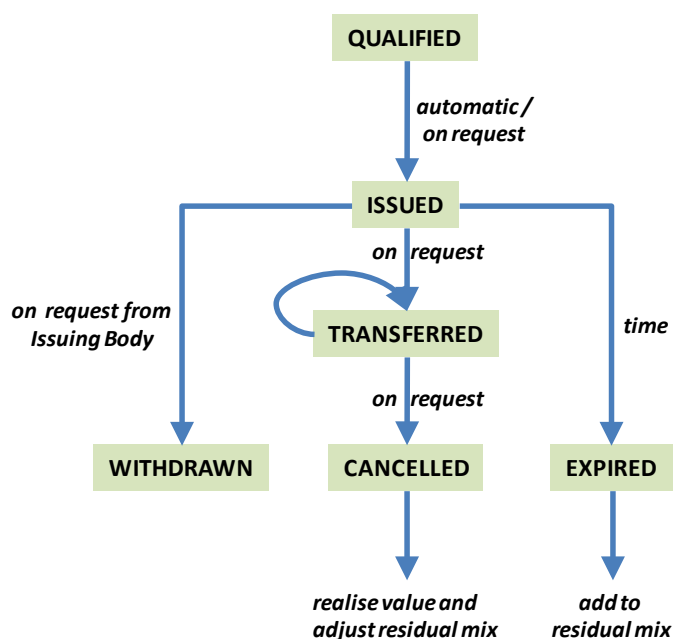 QUALIFIED
automatic /
on request
ISSUED
on request
on request from
Issuing Body
TRANSFERRED
time
on request
WITHDRAWN
CANCELLED
EXPIRED
realise value and
adjust residual mix
add to
residual mix